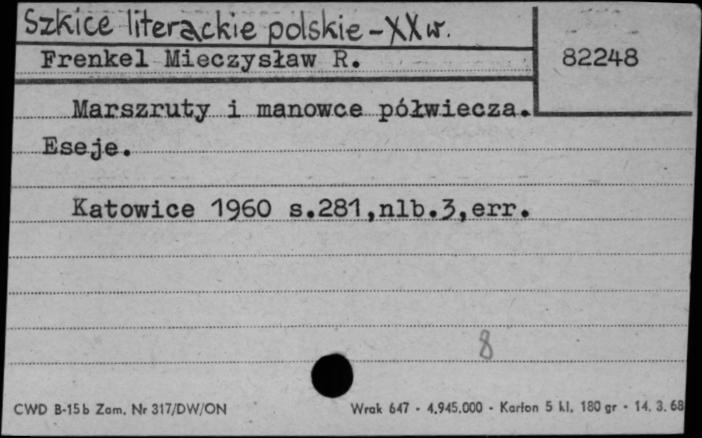 Szkice literackie polskie - XX w.
Frenkel Mieczysław R.
82248
Marszruty i manowce półwiecza.
Eseje.
Katowice 1960 s.281,nlb.3,err.
8
CWD B-15b Zam. Nr 317/DW/ON
Wrak 647 - 4.945.000 - Karton 5 kl. 180 gr - 14. 3. 68